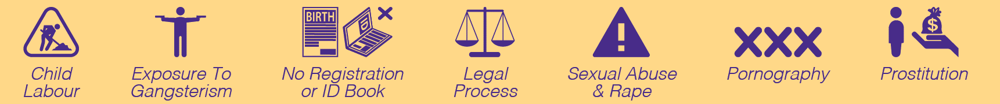 BIRTH
ID
$
xxx
Child
Labour
Exposure To
Gangsterism
No Registration
or ID Book
Legal
Process
Sexual Abuse
& Rape
Pornography
Prostitution